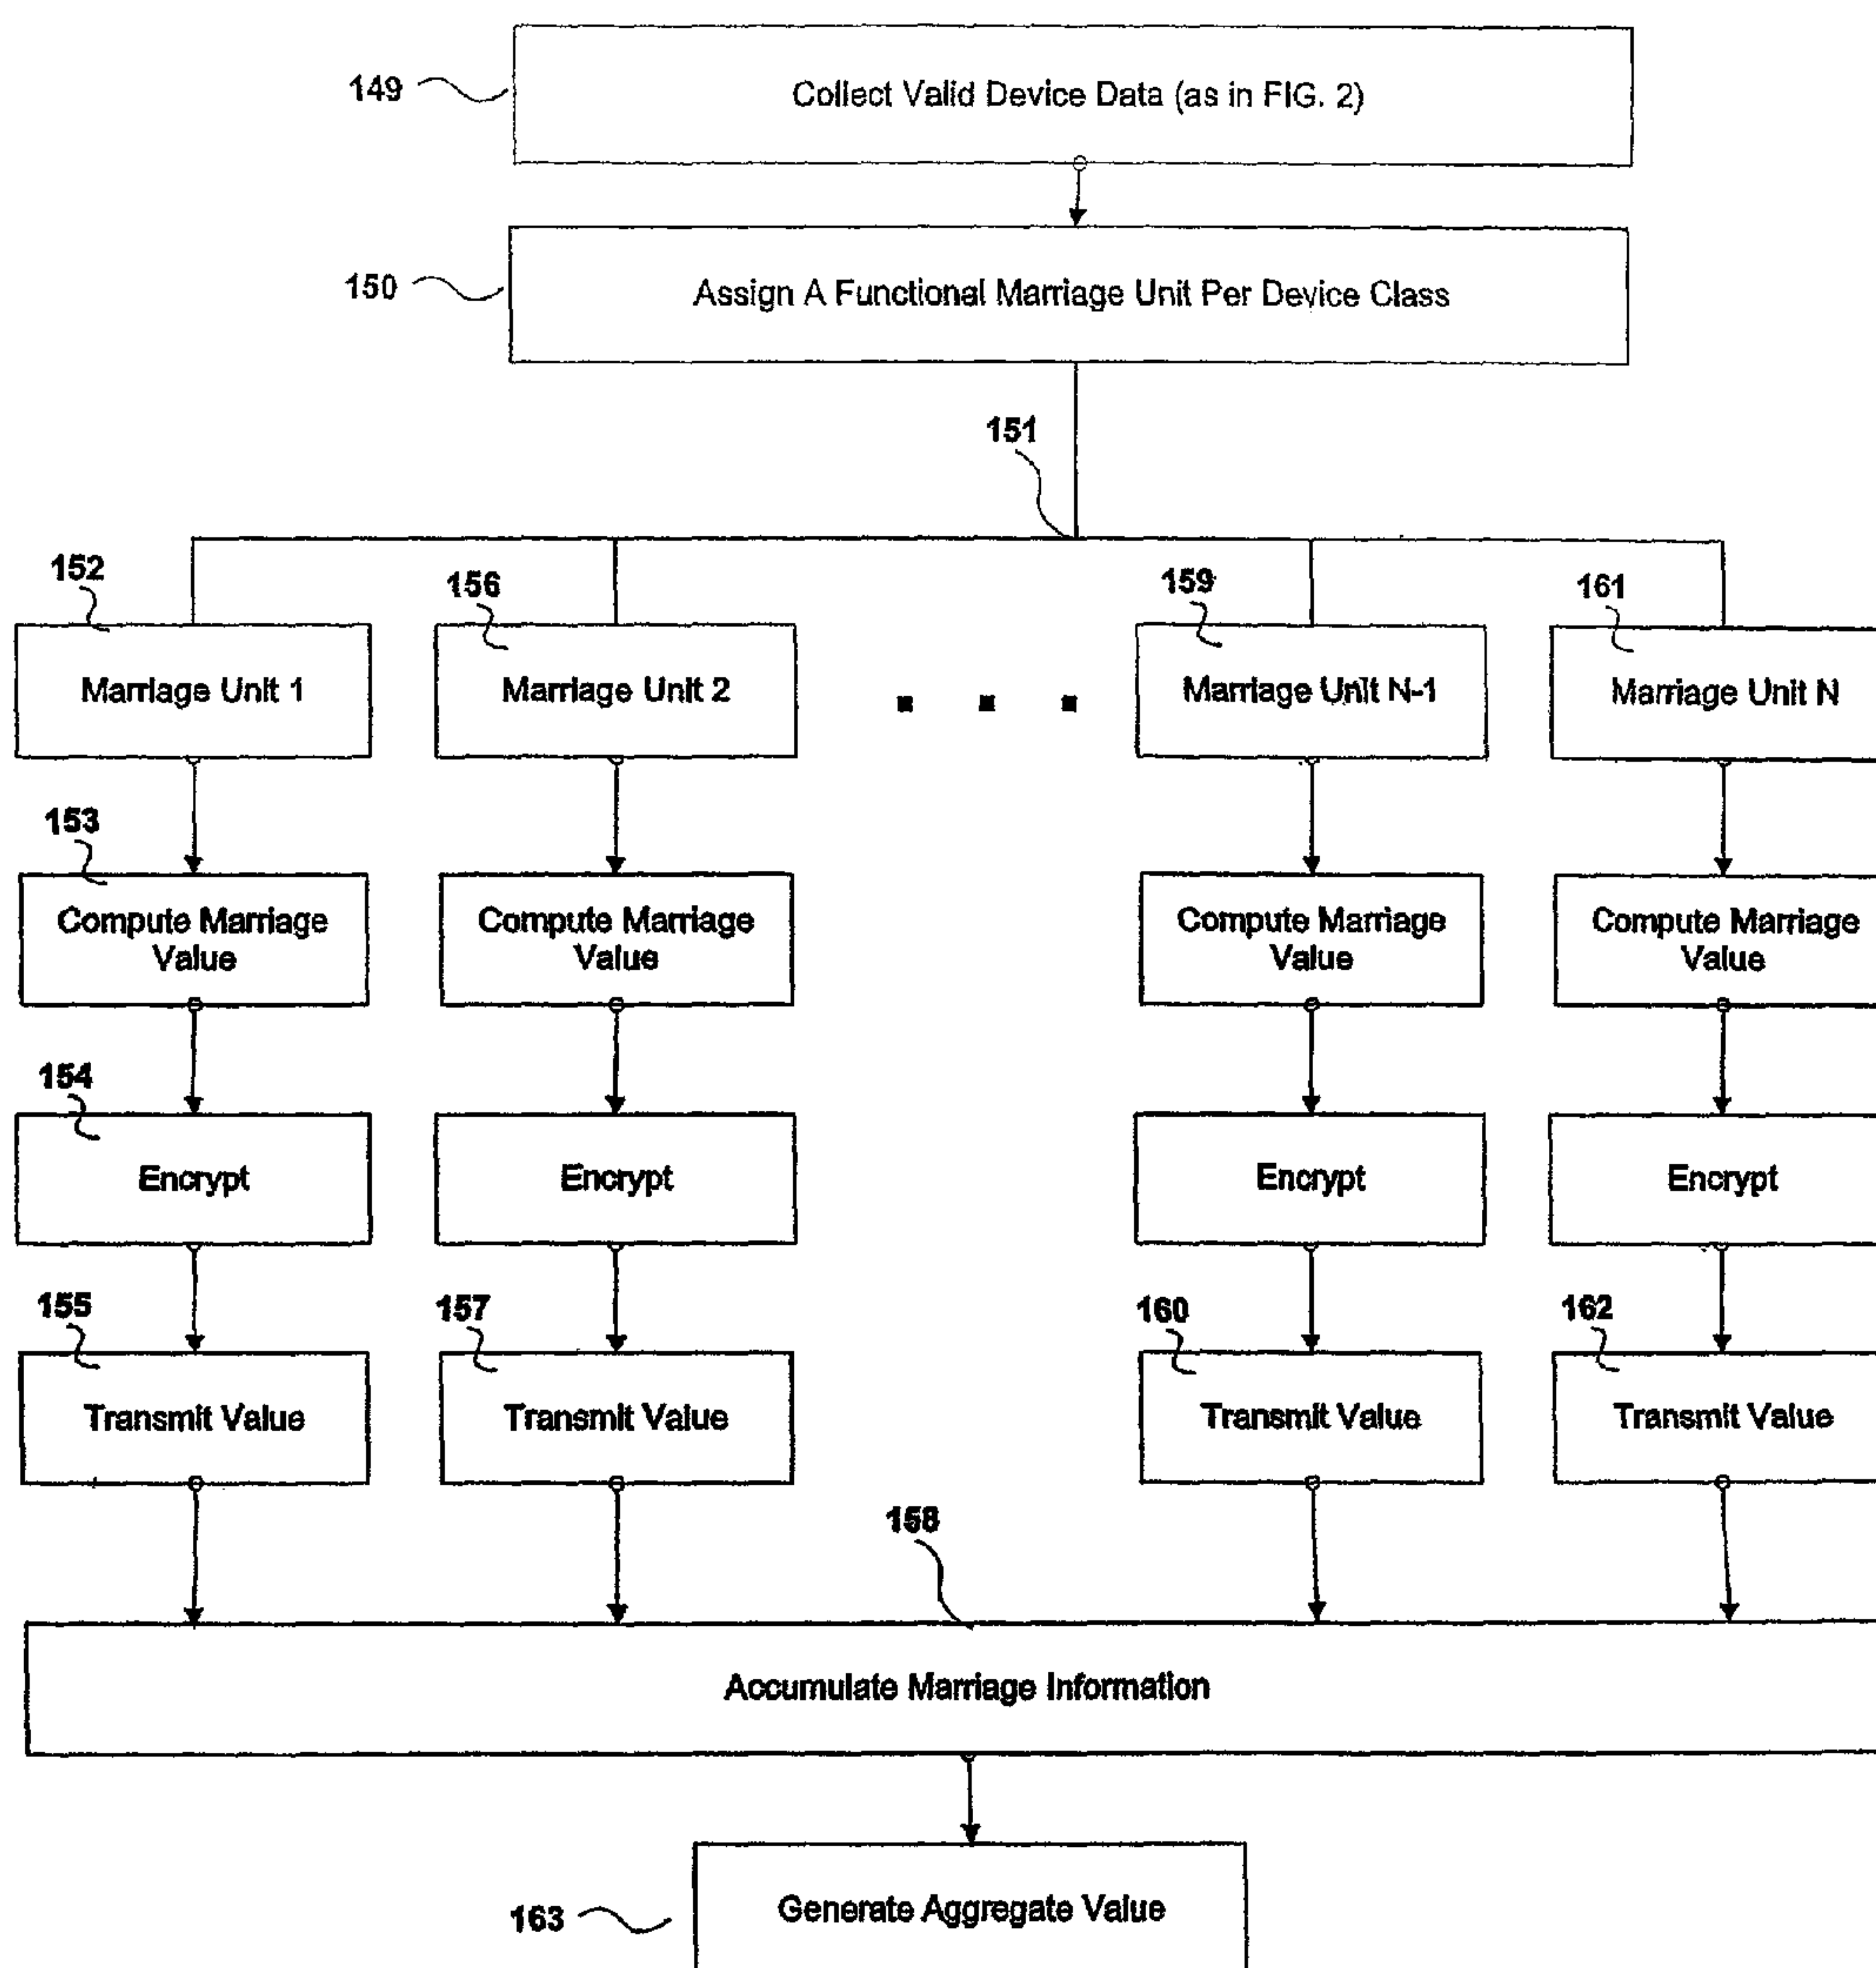 149
Collect Valid Device Data (as in FIG. 2)
150
Assign A Functional Marriage Unit Per Device Class
151
152
156
159
161
Marriage Unit 1
Marriage Unit 2
Marriage Unit N-1
Marriage Unit N
153
Compute Marriage
Value
Compute Marriage
Value
Compute Marriage
Value
Compute Marriage
Value
154
Encrypt
Encrypt
Encrypt
Encrypt
155
157
160
162
Transmit Value
Transmit Value
Transmit Value
Transmit Value
158
Accumulate Marriage Information
163
Generate Aggregate Value